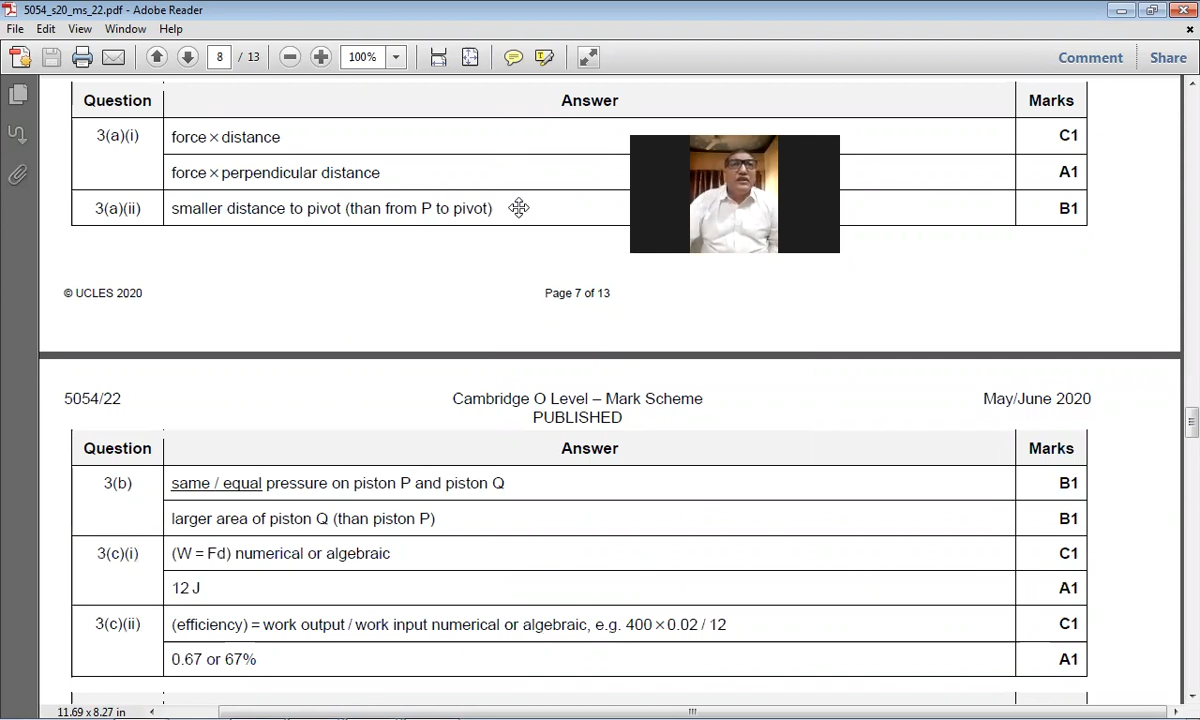 5054_s20_ms_22.pdf - Adobe Reader
File Edit View Window Help
8 / 13 100% Comment Share
Question Answer Marks
3(a)(i) force × distance C1
force × perpendicular distance A1
3(a)(ii) smaller distance to pivot (than from P to pivot) B1
© UCLES 2020 Page 7 of 13
5054/22 Cambridge O Level – Mark Scheme May/June 2020
PUBLISHED
Question Answer Marks
3(b) same / equal pressure on piston P and piston Q B1
larger area of piston Q (than piston P) B1
3(c)(i) (W = Fd) numerical or algebraic C1
12 J A1
3(c)(ii) (efficiency) = work output / work input numerical or algebraic, e.g. 400 × 0.02 / 12 C1
0.67 or 67% A1
11.69 x 8.27 in